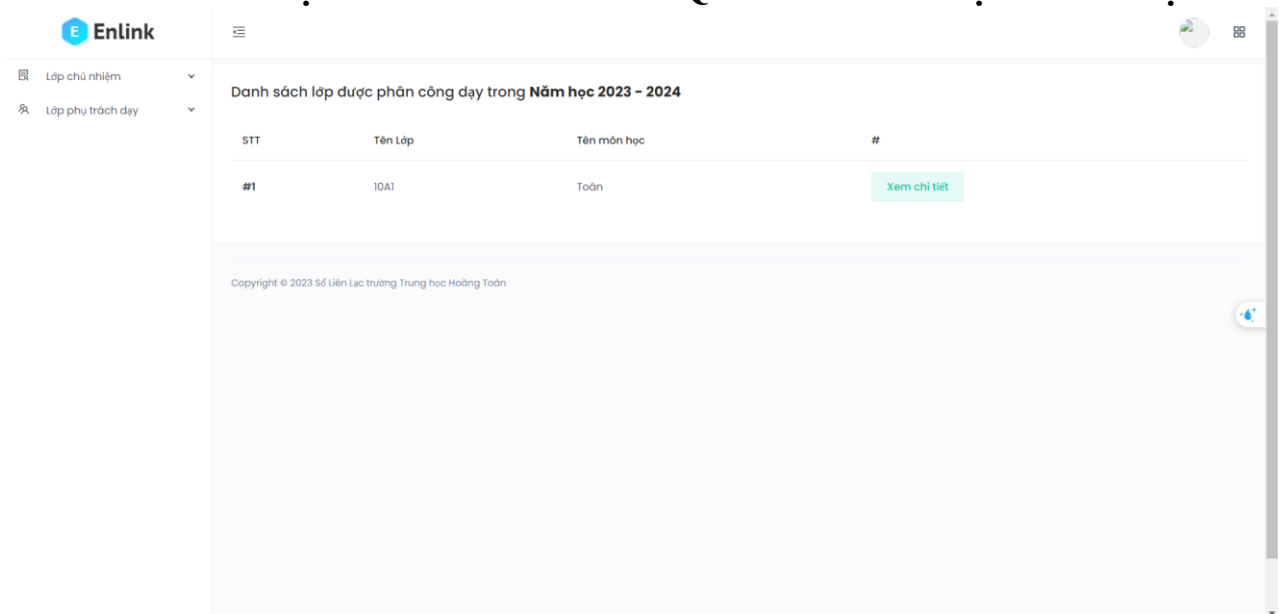 E Enlink
Lớp chủ nhiệm
Lớp phụ trách dạy
Danh sách lớp được phân công dạy trong Năm học 2023 - 2024
STT Tên Lớp Tên môn học #
#1 10A1 Toán Xem chi tiết
Copyright © 2023 Sổ Liên Lạc trường Trung học Hoàng Toàn